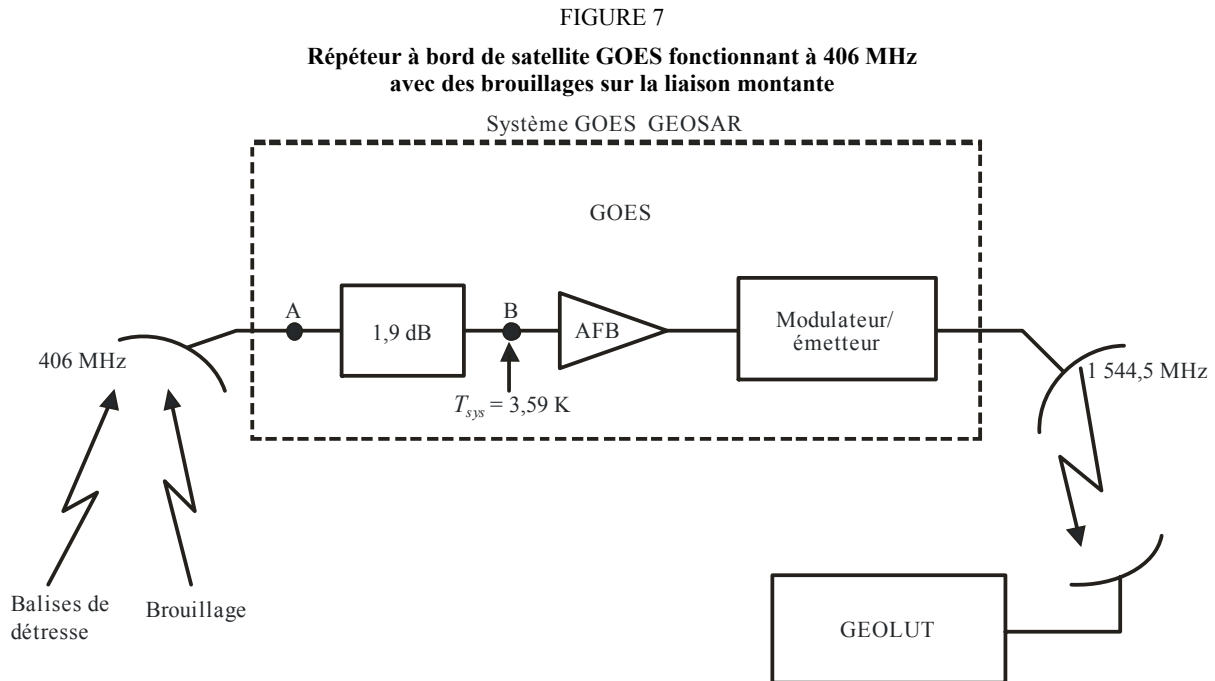 FIGURE 7
Répéteur à bord de satellite GOES fonctionnant à 406 MHz
avec des brouillages sur la liaison montante
Système GOES GEOSAR
GOES
A
1,9 dB
B
AFB
Modulateur/
émetteur
406 MHz
1 544,5 MHz
Tsys = 3,59 K
Balises de
détresse
Brouillage
GEOLUT